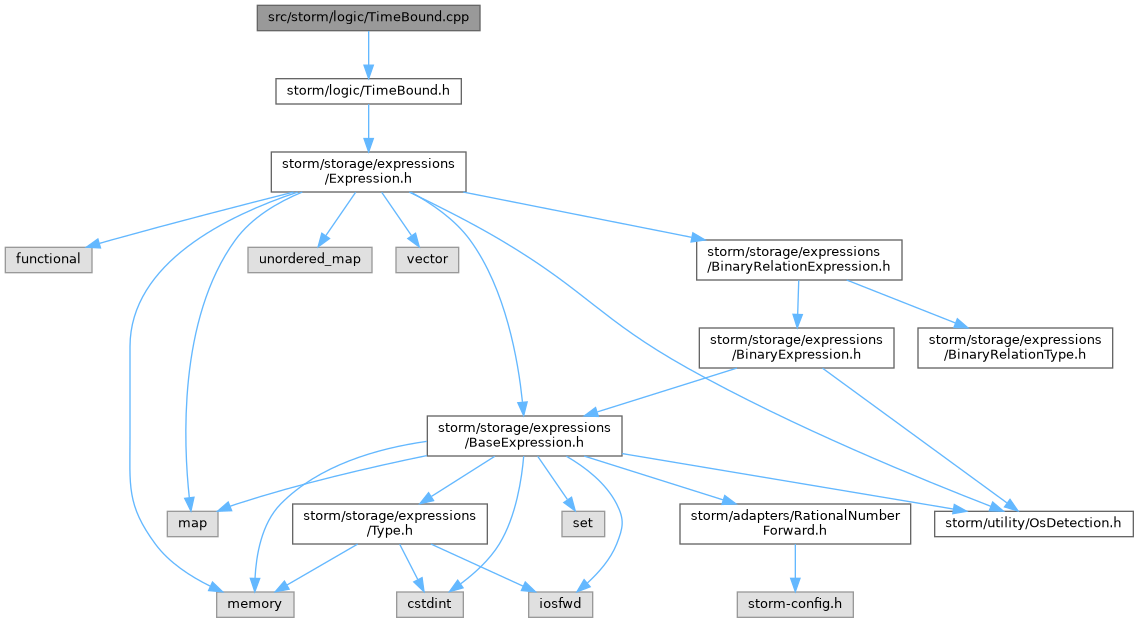 src/storm/logic/TimeBound.cpp
storm/logic/TimeBound.h
storm/storage/expressions
/Expression.h
functional
unordered_map
vector
storm/storage/expressions
/BinaryRelationExpression.h
storm/storage/expressions
/BinaryExpression.h
storm/storage/expressions
/BinaryRelationType.h
storm/storage/expressions
/BaseExpression.h
map
storm/storage/expressions
/Type.h
set
storm/adapters/RationalNumber
Forward.h
storm/utility/OsDetection.h
memory
cstdint
iosfwd
storm-config.h